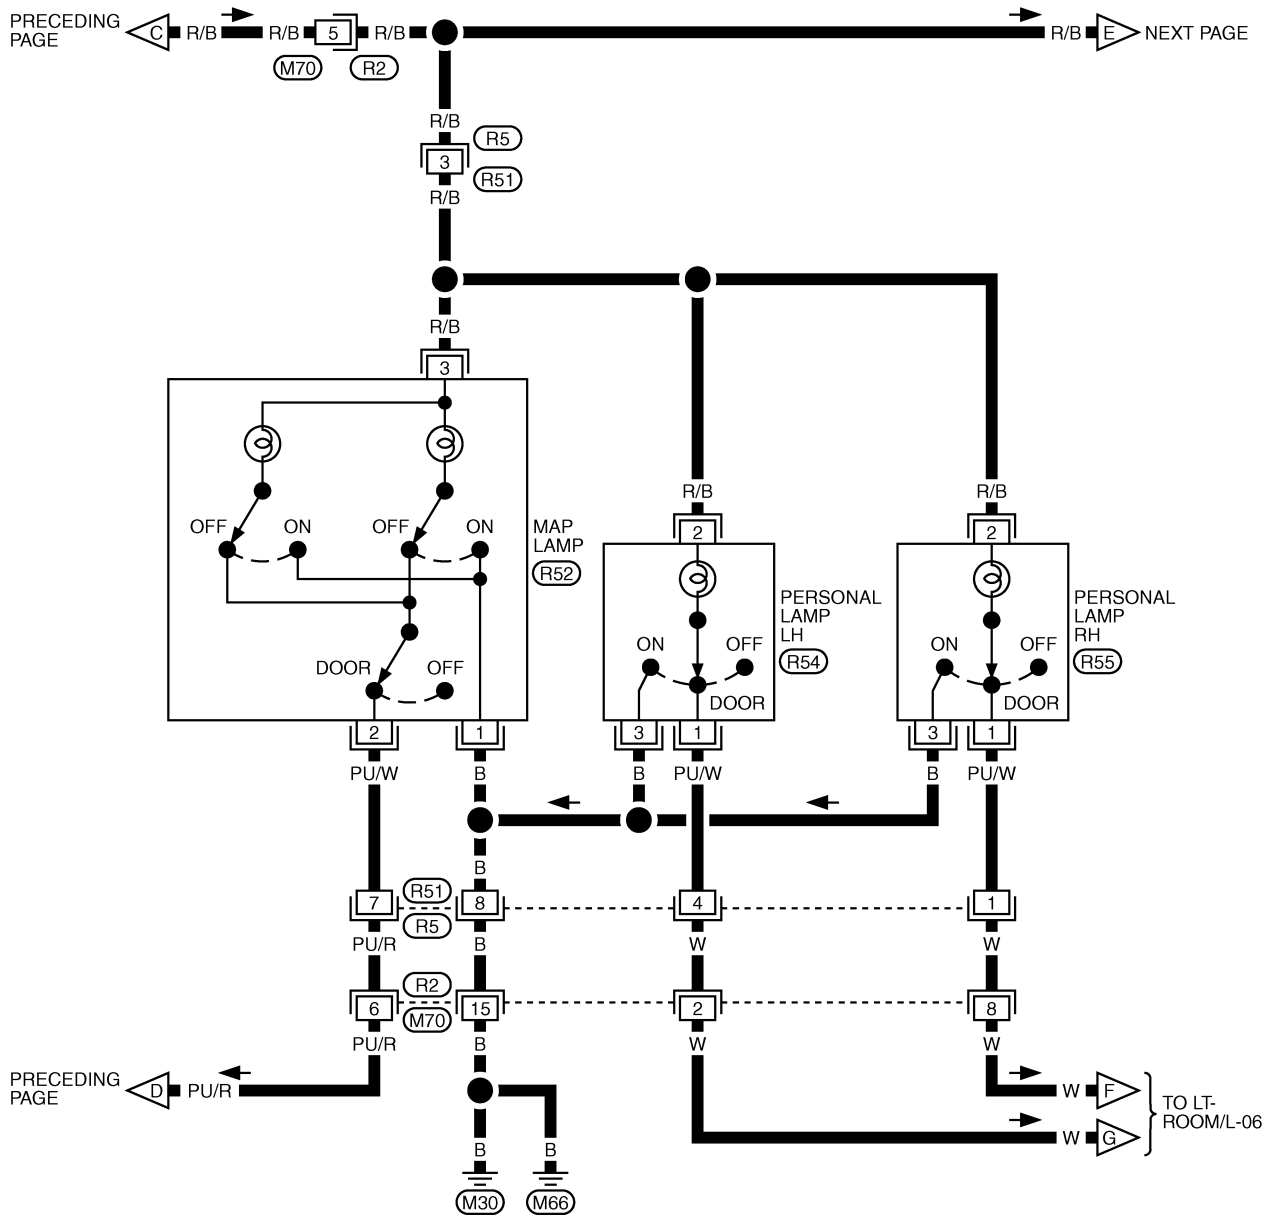 PRECEDING
PAGE
C
R/B
R/B
5
R/B
R/B
E
NEXT PAGE
M70
R2
R/B
R5
3
R51
R/B
R/B
3
R/B
R/B
2
2
OFF
ON
OFF
ON
MAP
LAMP
R52
PERSONAL
LAMP
LH
R54
PERSONAL
LAMP
RH
R55
ON
OFF
ON
OFF
DOOR
OFF
DOOR
DOOR
2
1
3
1
3
1
PU/W
B
B
PU/W
B
PU/W
B
R51
7
8
4
1
R5
PU/R
B
W
W
R2
6
15
2
8
M70
PU/R
B
W
W
PRECEDING
PAGE
D
PU/R
W
F
TO LT-
ROOM/L-06
W
G
B
B
M30
M66